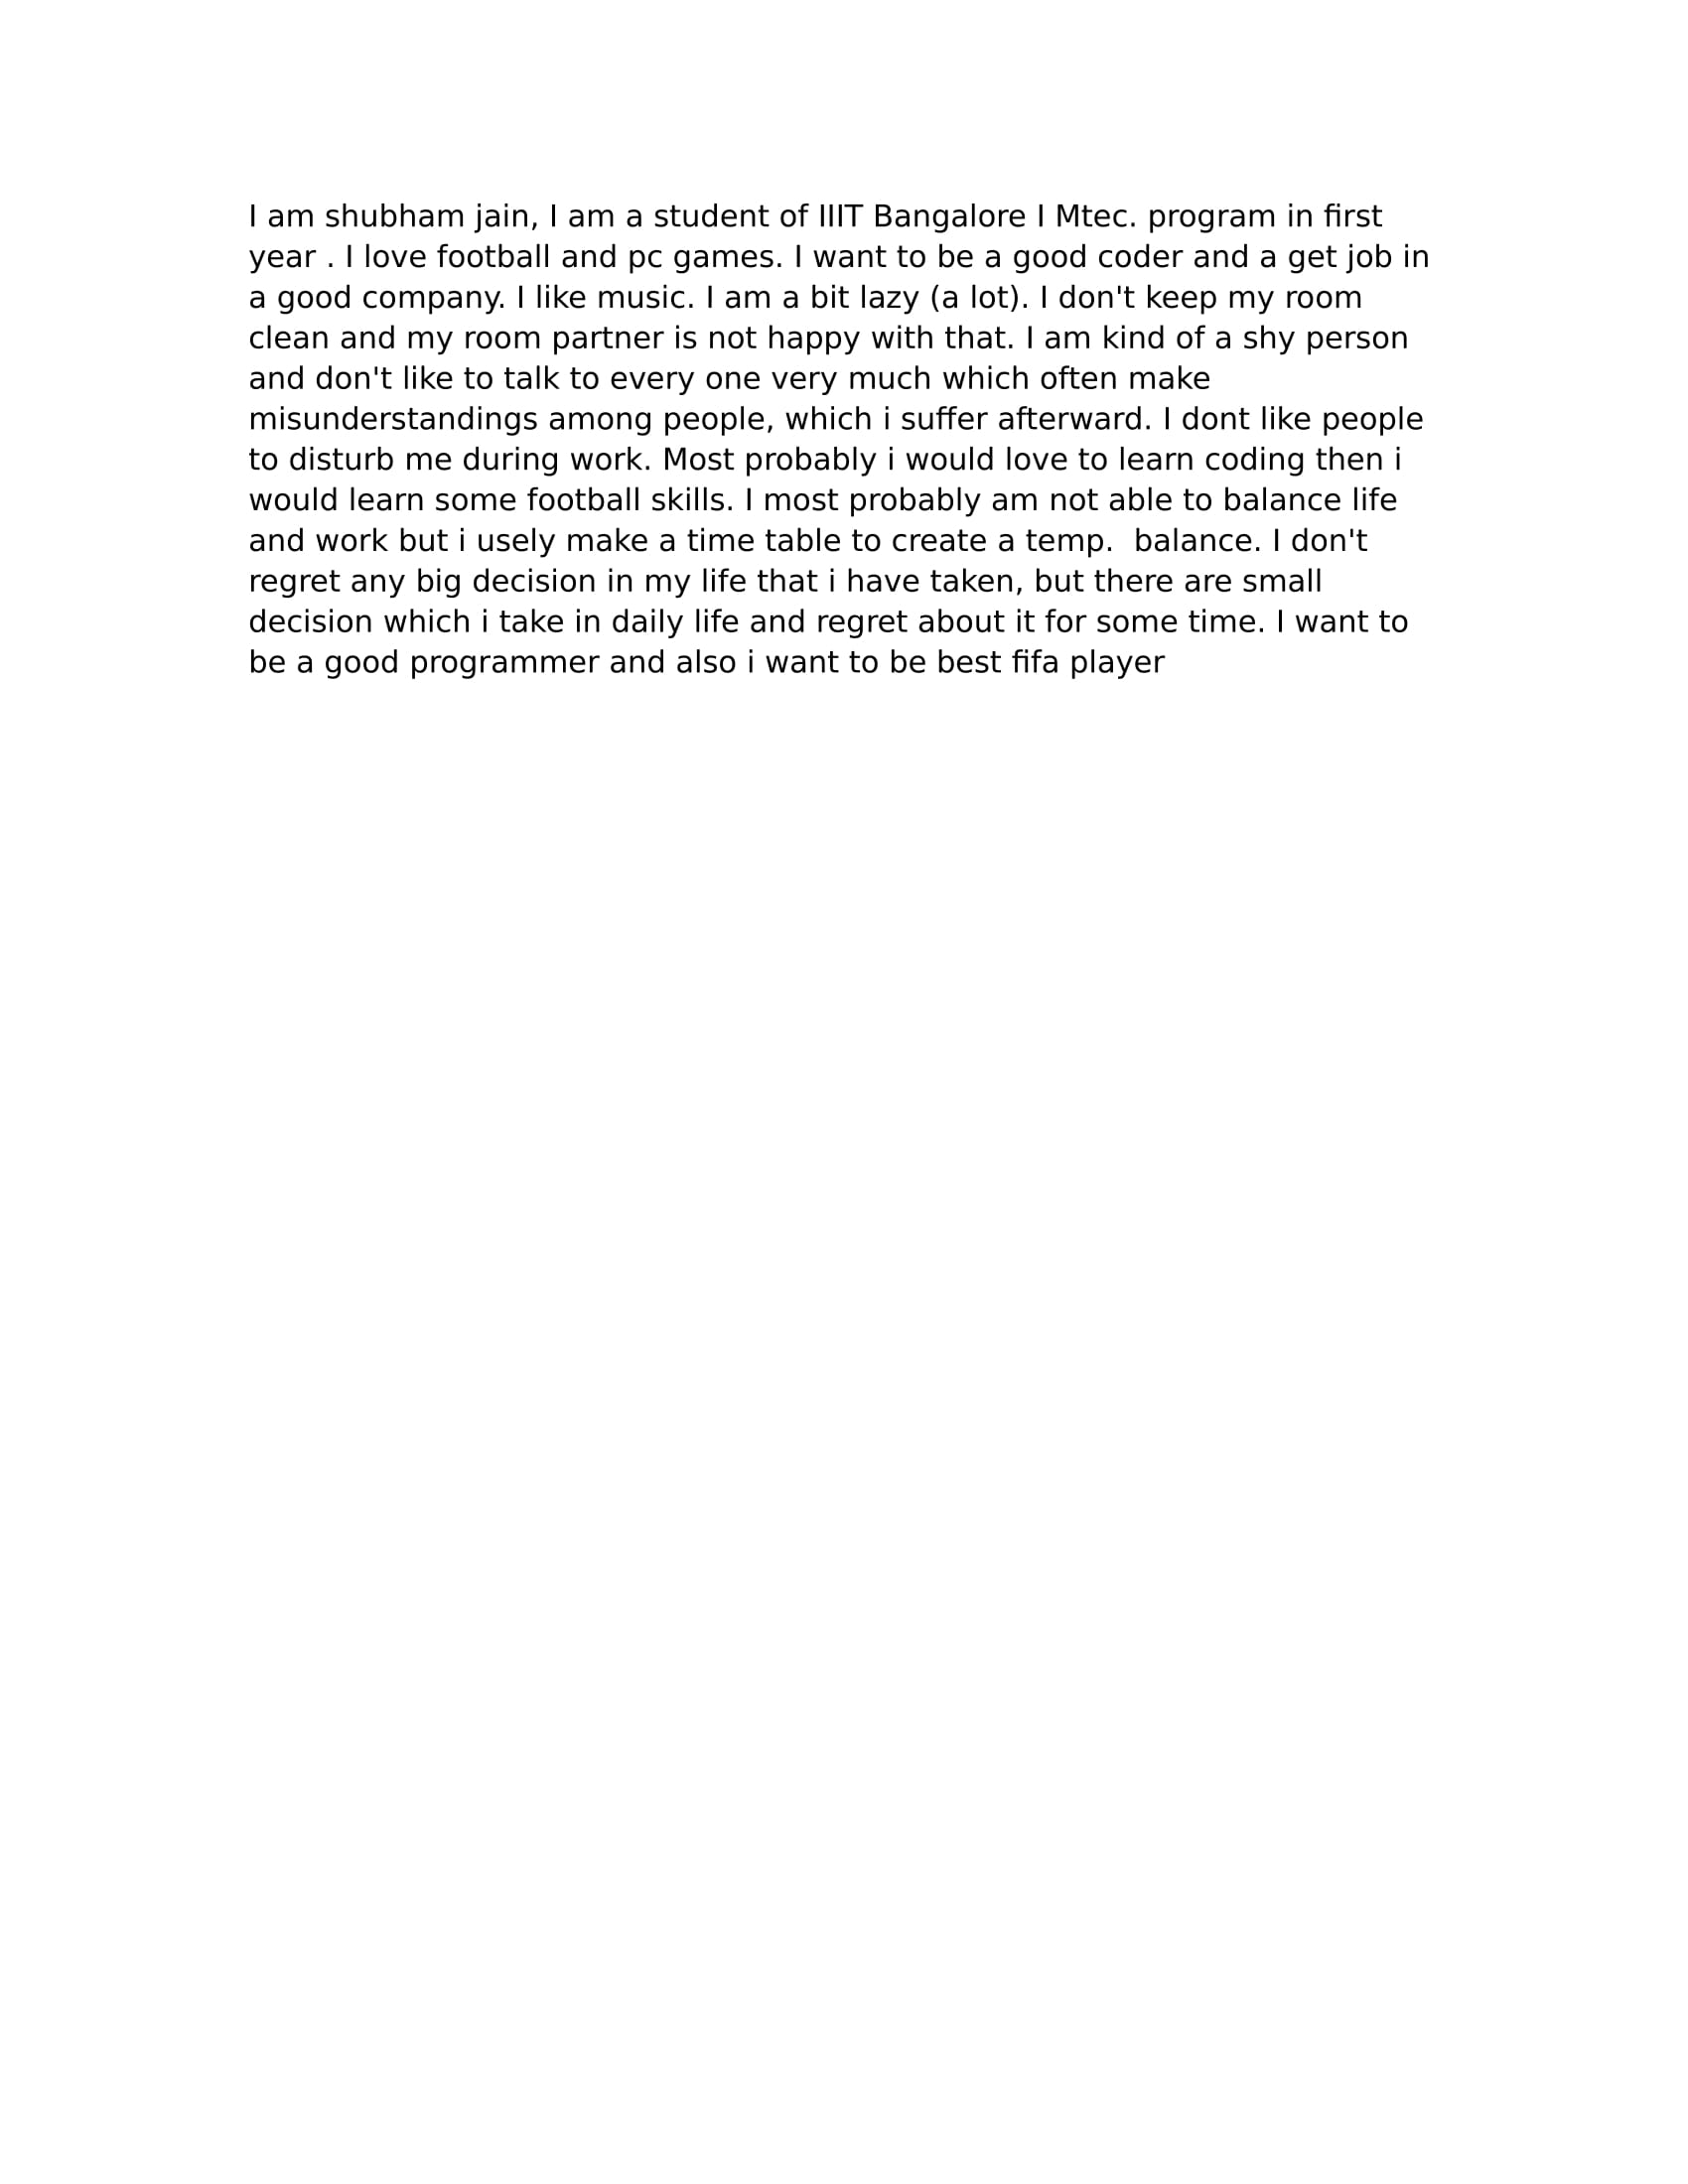 I am shubham jain, I am a student of IIIT Bangalore I Mtec. program in first
year . I love football and pc games. I want to be a good coder and a get job in
a good company. I like music. I am a bit lazy (a lot). I don't keep my room
clean and my room partner is not happy with that. I am kind of a shy person
and don't like to talk to every one very much which often make
misunderstandings among people, which i suffer afterward. I dont like people
to disturb me during work. Most probably i would love to learn coding then i
would learn some football skills. I most probably am not able to balance life
and work but i usely make a time table to create a temp.  balance. I don't
regret any big decision in my life that i have taken, but there are small
decision which i take in daily life and regret about it for some time. I want to
be a good programmer and also i want to be best fifa player